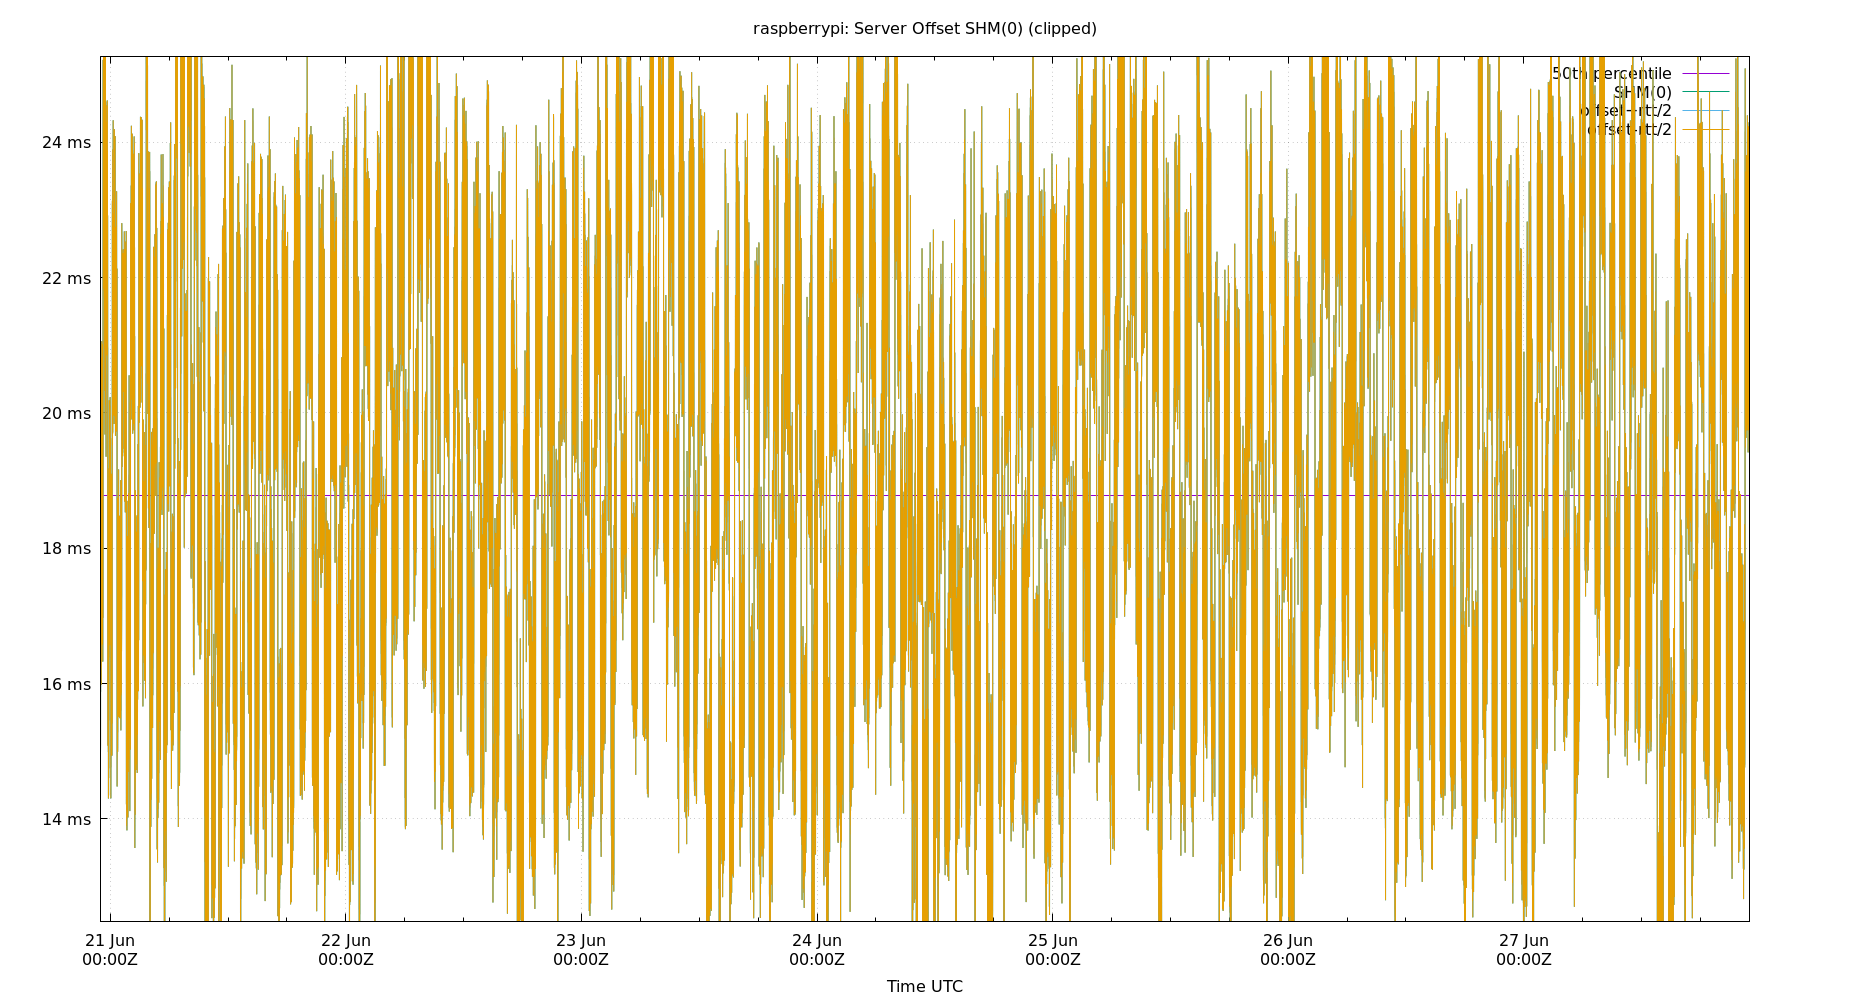 raspberrypi: Server Offset SHM(0) (clipped)
50th percentile
SHM(0)
offset+rtt/2
offset-rtt/2
24 ms
22 ms
20 ms
18 ms
16 ms
14 ms
21 Jun 22 Jun 23 Jun 24 Jun 25 Jun 26 Jun 27 Jun
00:00Z 00:00Z 00:00Z 00:00Z 00:00Z 00:00Z 00:00Z
Time UTC